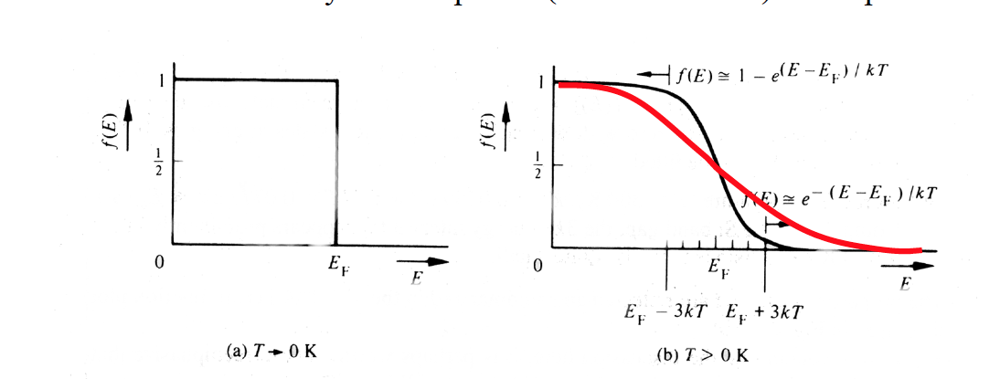 f(E)
1
1/2
0
E_F
E
(a) T → 0 K
f(E) ≅ 1 − e^(E − E_F) / kT
f(E)
1
1/2
f(E) ≅ e^− (E − E_F) / kT
0
E_F
E
E_F − 3kT E_F + 3kT
(b) T > 0 K